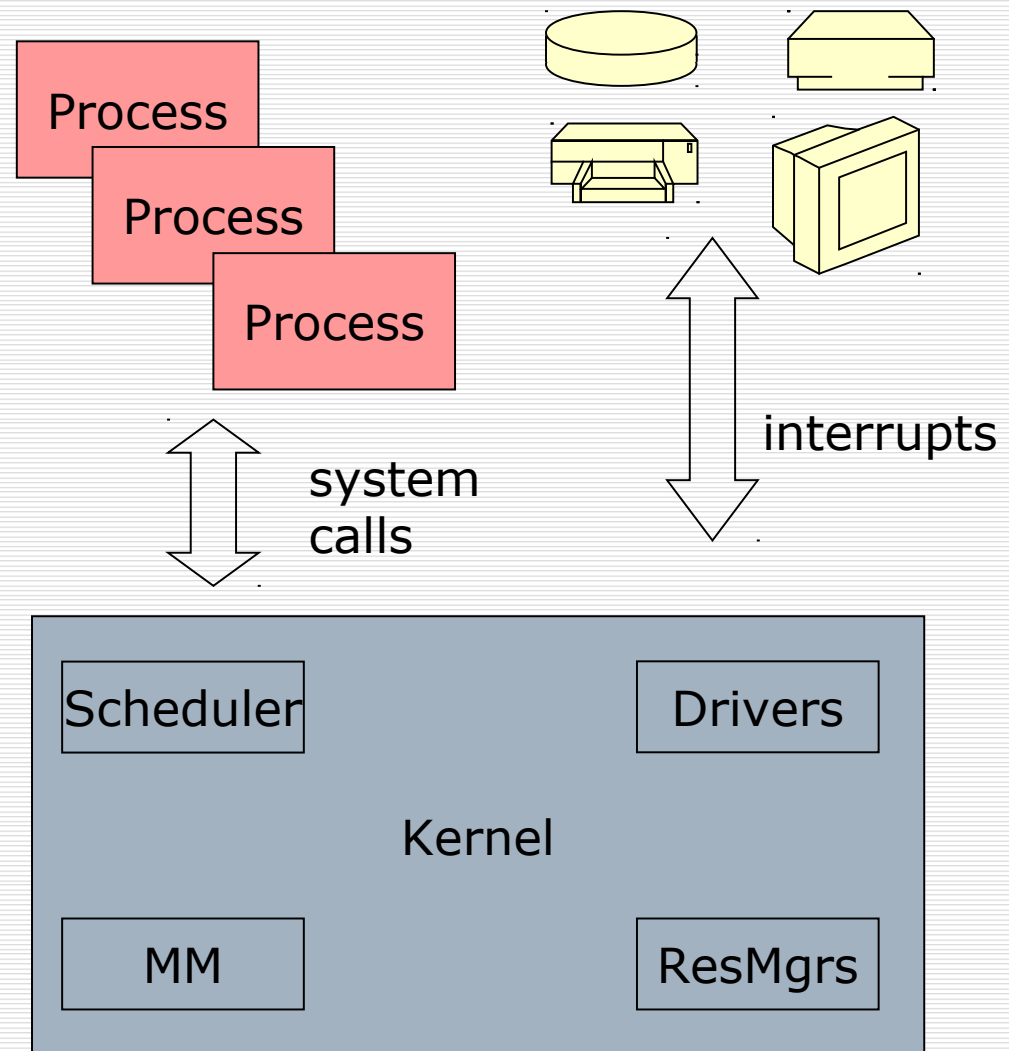 Process
Process
Process
interrupts
system
calls
Scheduler
Drivers
Kernel
MM
ResMgrs